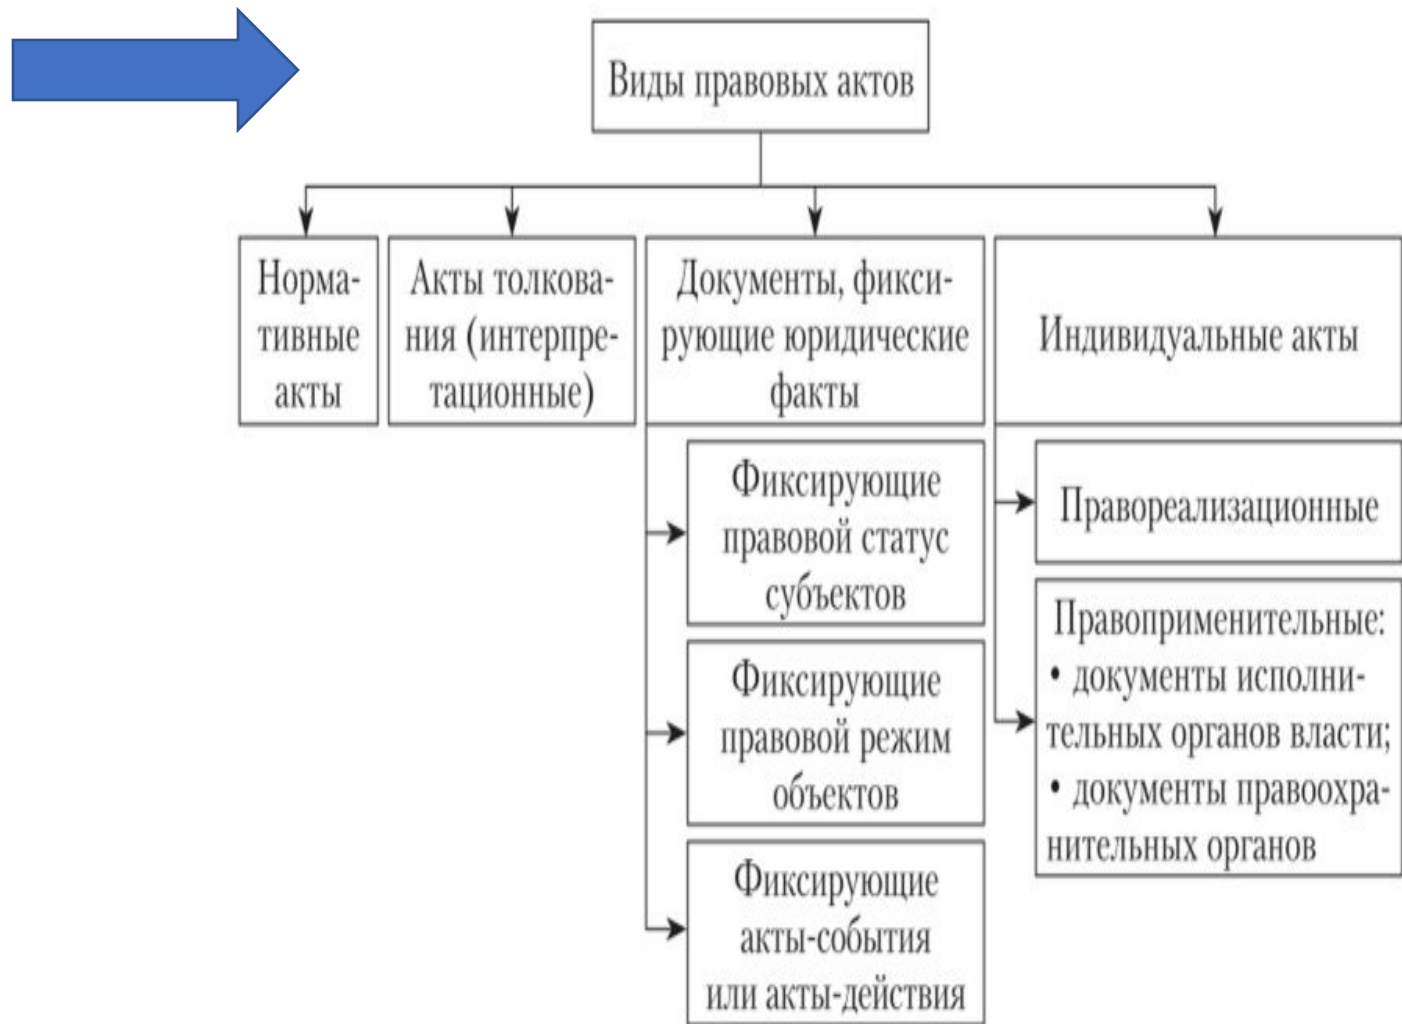 Виды правовых актов
Норма-
тивные
акты
Акты толкова-
ния (интерпре-
тационные)
Документы, фикси-
рующие юридические
факты
Индивидуальные акты
Фиксирующие
правовой статус
субъектов
Фиксирующие
правовой режим
объектов
Фиксирующие
акты-события
или акты-действия
Правореализационные
Правоприменительные:
• документы исполни-
тельных органов власти;
• документы правоохра-
нительных органов